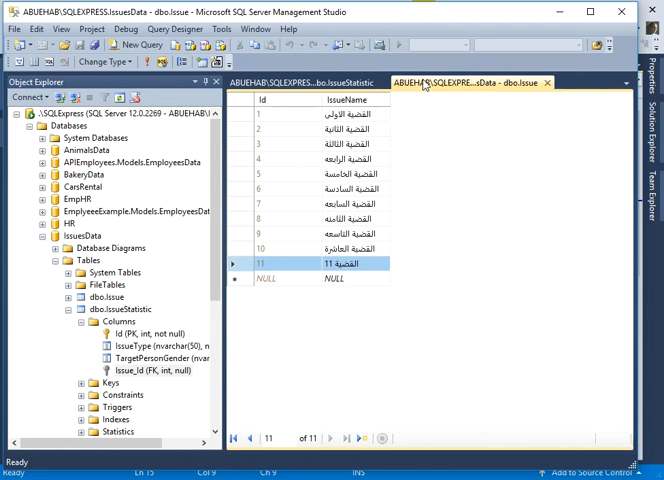 ABUEHAB\SQLEXPRESS.IssuesData - dbo.Issue - Microsoft SQL Server Management Studio
File Edit View Project Debug Query Designer Tools Window Help
New Query
Change Type
Object Explorer
Connect
.\SQLExpress (SQL Server 12.0.2269 - ABUEHAB\
Databases
System Databases
AnimalsData
APIEmployees.Models.EmployeesData
BakeryData
CarsRental
EmpHR
EmplyeeExample.Models.EmployeesDat
HR
IssuesData
Database Diagrams
Tables
System Tables
FileTables
dbo.Issue
dbo.IssueStatistic
Columns
Id (PK, int, not null)
IssueType (nvarchar(50), n
TargetPersonGender (nvar
Issue_Id (FK, int, null)
Keys
Constraints
Triggers
Indexes
Statistics
ABUEHAB\SQLEXPRES...bo.IssueStatistic
ABUEHAB\SQLEXPRE...sData - dbo.Issue
Id IssueName
1 القضية الاولى
2 القضية الثانية
3 القضية الثالثة
4 القضية الرابعه
5 القضية الخامسة
6 القضية السادسة
7 القضية السابعه
8 القضية الثامنه
9 القضية التاسعه
10 القضية العاشرة
11 القضية 11
NULL NULL
11 of 11
Properties
Solution Explorer
Team Explorer
Ready
Ready Ln 15 Col 9 Ch 9 INS Add to Source Control